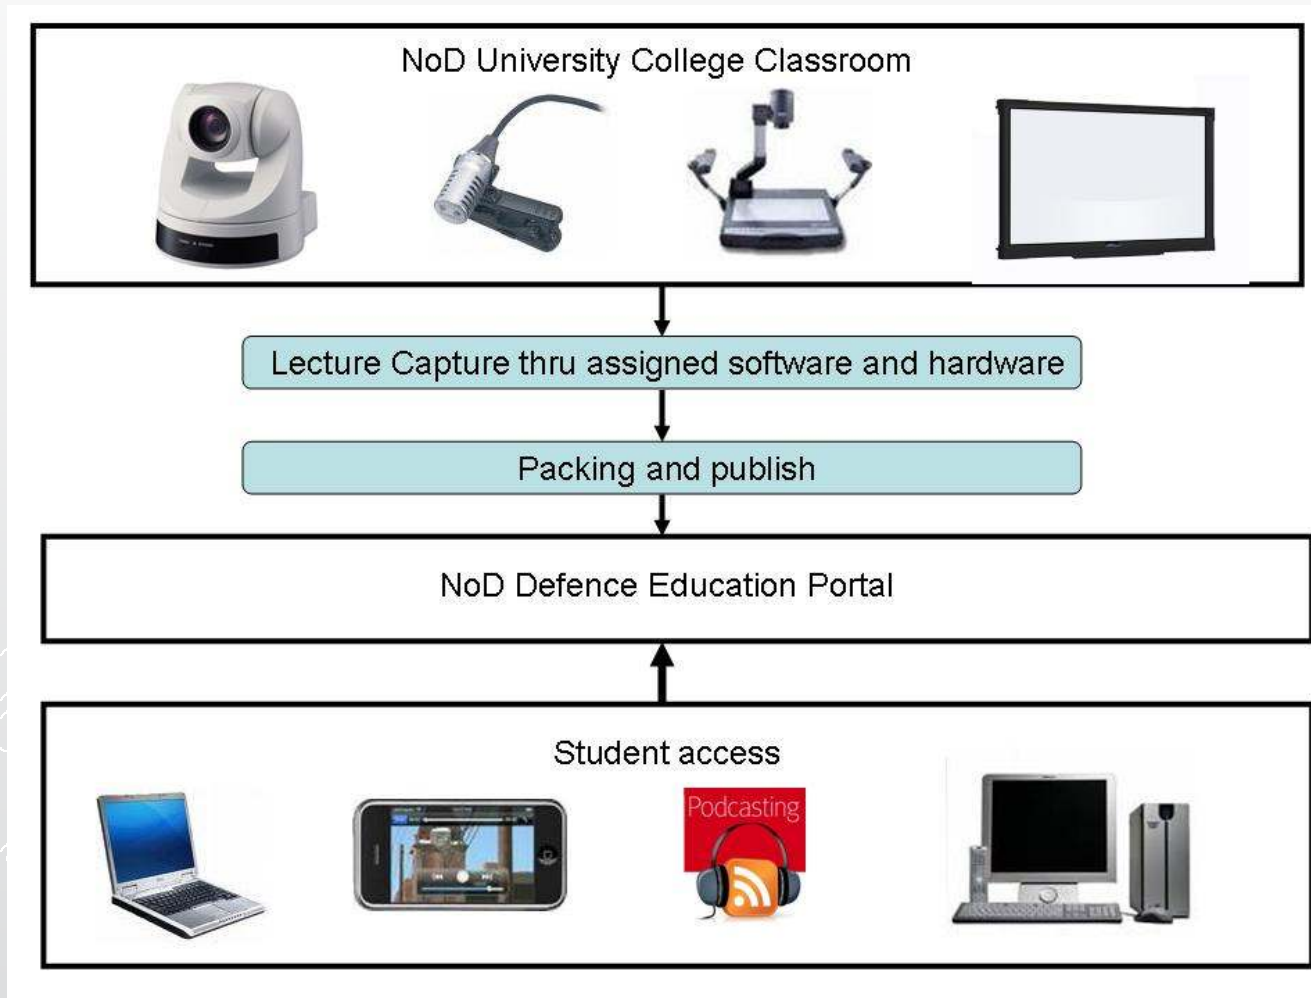 NoD University College Classroom
Lecture Capture thru assigned software and hardware
Packing and publish
NoD Defence Education Portal
Student access
Podcasting